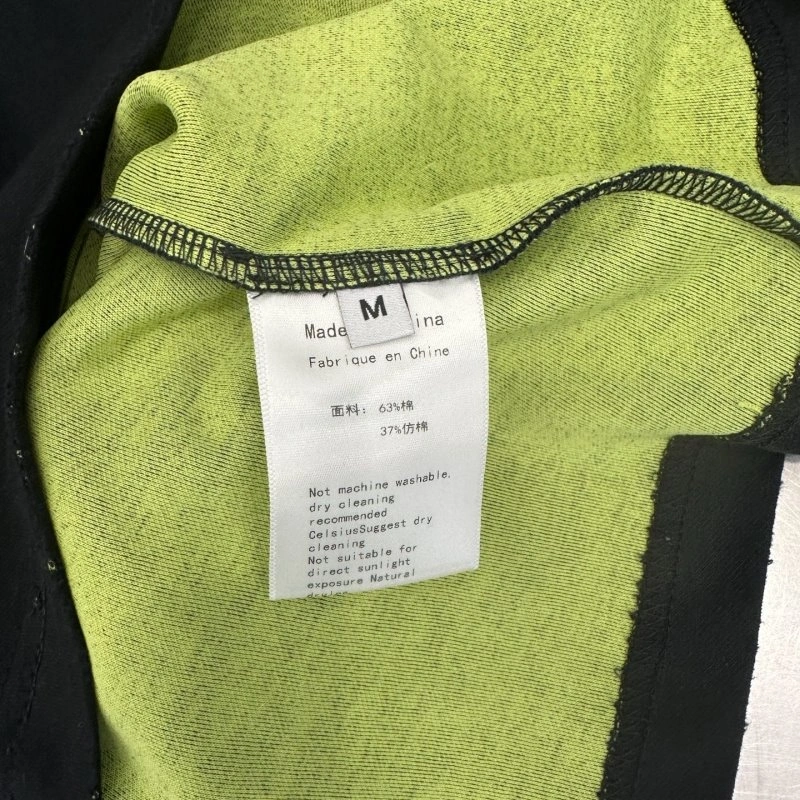 M
Made ina
Fabrique en Chine
面料: 63%棉
37%仿棉
Not machine washable,
dry cleaning
recommended
CelsiusSuggest dry
cleaning
Not suitable for
direct sunlight
exposure Natural